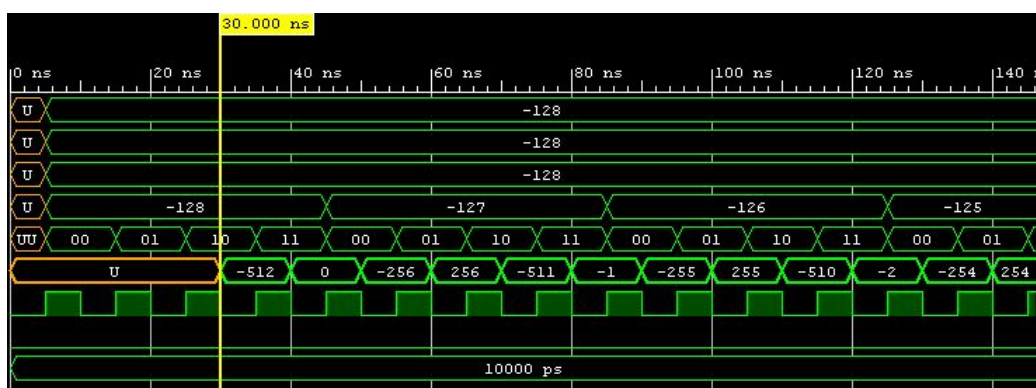 30.000 ns
0 ns 20 ns 40 ns 60 ns 80 ns 100 ns 120 ns 140
U -128
U -128
U -128
U -128 -127 -126 -125
UU 00 01 10 11 00 01 10 11 00 01 10 11 00 01
U -512 0 -256 256 -511 -1 -255 255 -510 -2 -254 254
10000 ps